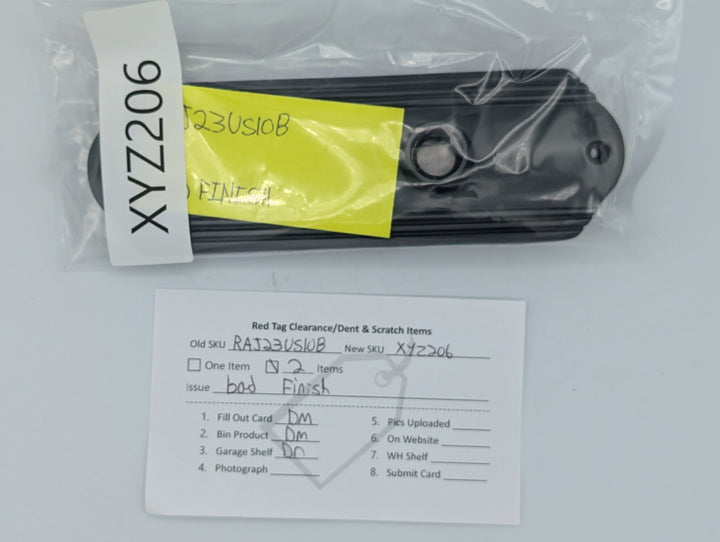 XYZ206
J23US10B
FINISH
Red Tag Clearance/Dent & Scratch Items
Old SKU RAJ23US10B New SKU XYZ206
One Item 2 Items
Issue bad Finish
1. Fill Out Card DM
2. Bin Product DM
3. Garage Shelf DM
4. Photograph
5. Pics Uploaded
6. On Website
7. WH Shelf
8. Submit Card